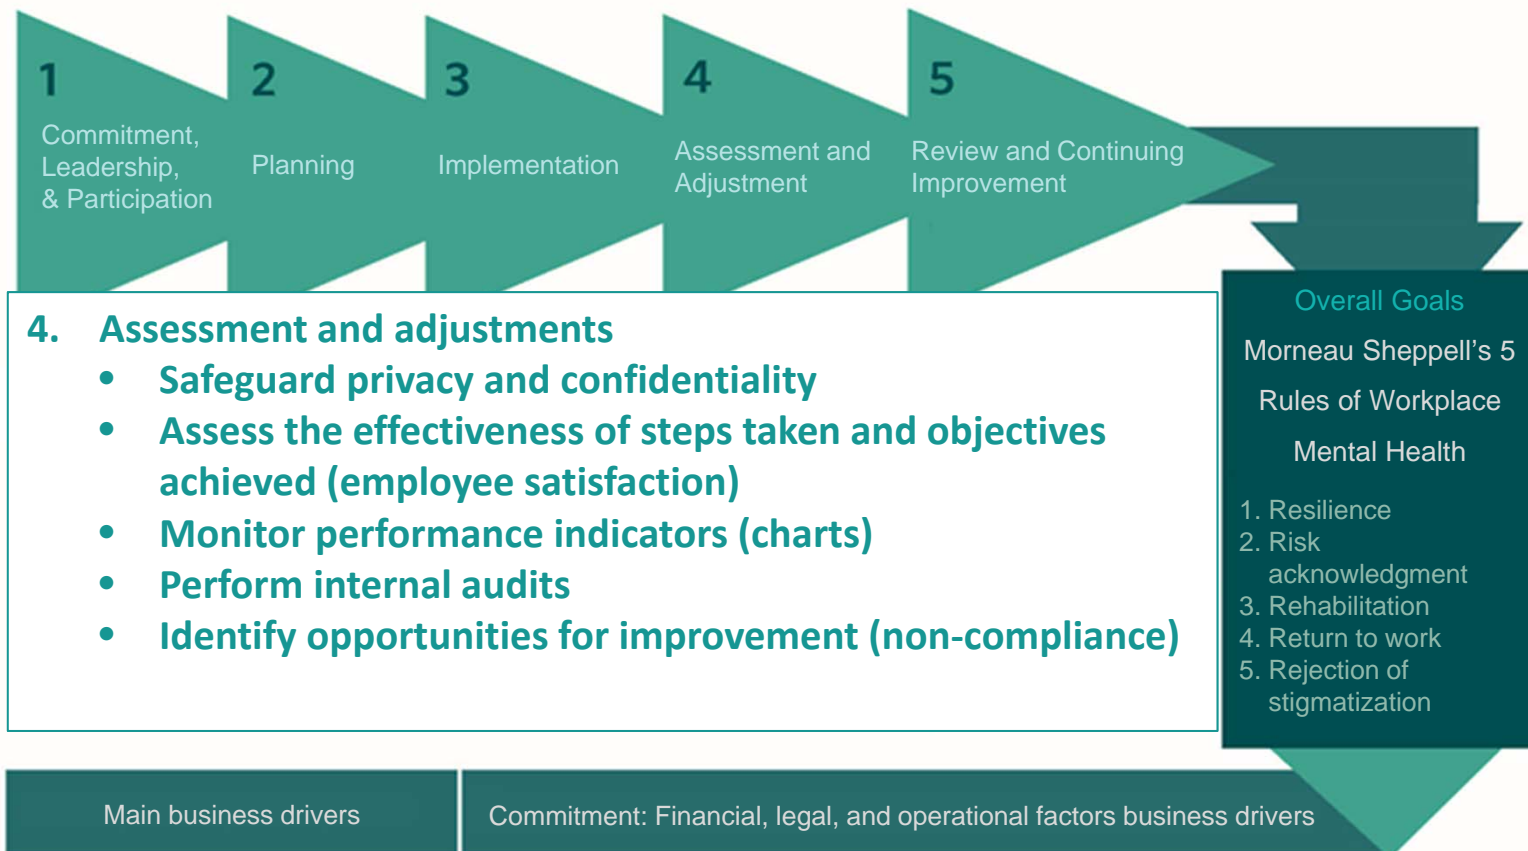 1
Commitment,
Leadership,
& Participation
2
Planning
3
Implementation
4
Assessment and
Adjustment
5
Review and Continuing
Improvement
4. Assessment and adjustments
• Safeguard privacy and confidentiality
• Assess the effectiveness of steps taken and objectives
achieved (employee satisfaction)
• Monitor performance indicators (charts)
• Perform internal audits
• Identify opportunities for improvement (non-compliance)
Overall Goals
Morneau Sheppell’s 5
Rules of Workplace
Mental Health
1. Resilience
2. Risk
acknowledgment
3. Rehabilitation
4. Return to work
5. Rejection of
stigmatization
Main business drivers
Commitment: Financial, legal, and operational factors business drivers